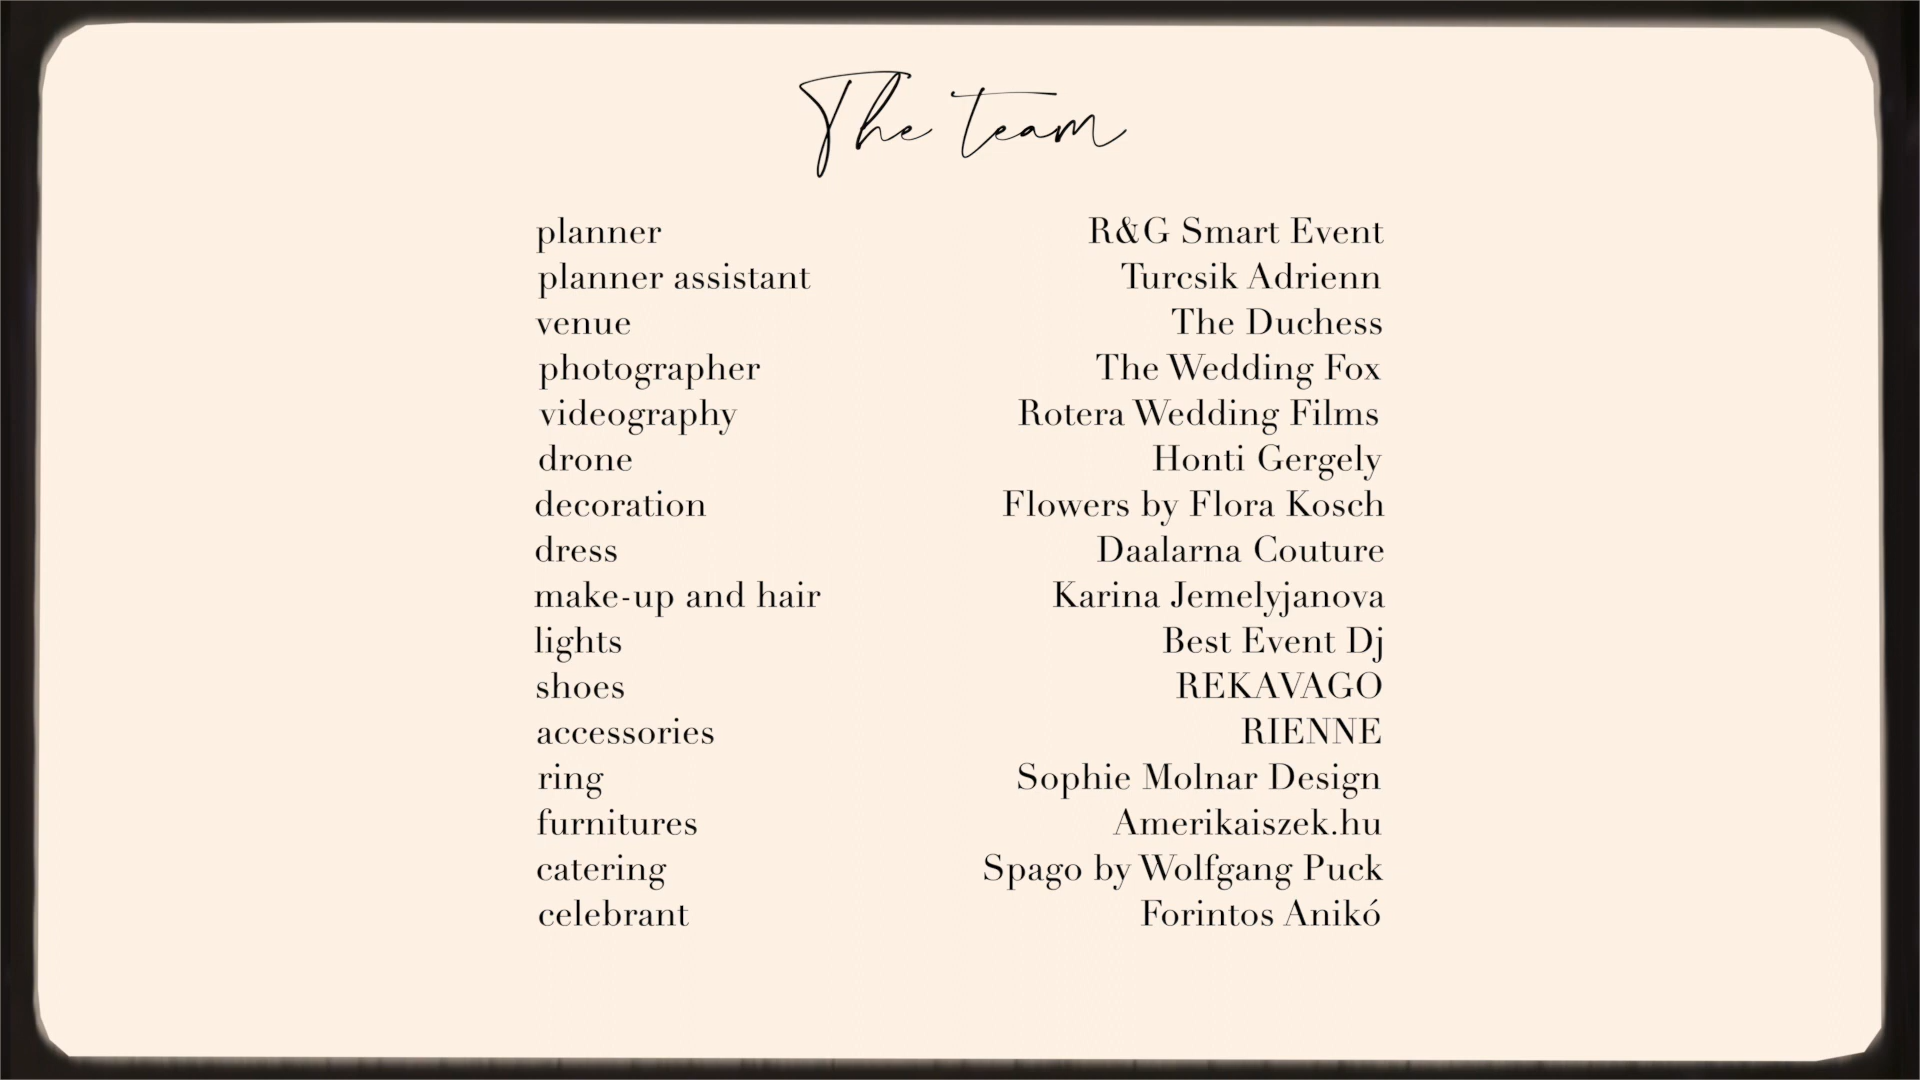 The team
planner R&G Smart Event
planner assistant Turcsik Adrienn
venue The Duchess
photographer The Wedding Fox
videography Rotera Wedding Films
drone Honti Gergely
decoration Flowers by Flora Kosch
dress Daalarna Couture
make-up and hair Karina Jemelyjanova
lights Best Event Dj
shoes REKAVAGO
accessories RIENNE
ring Sophie Molnar Design
furnitures Amerikaiszek.hu
catering Spago by Wolfgang Puck
celebrant Forintos Anikó